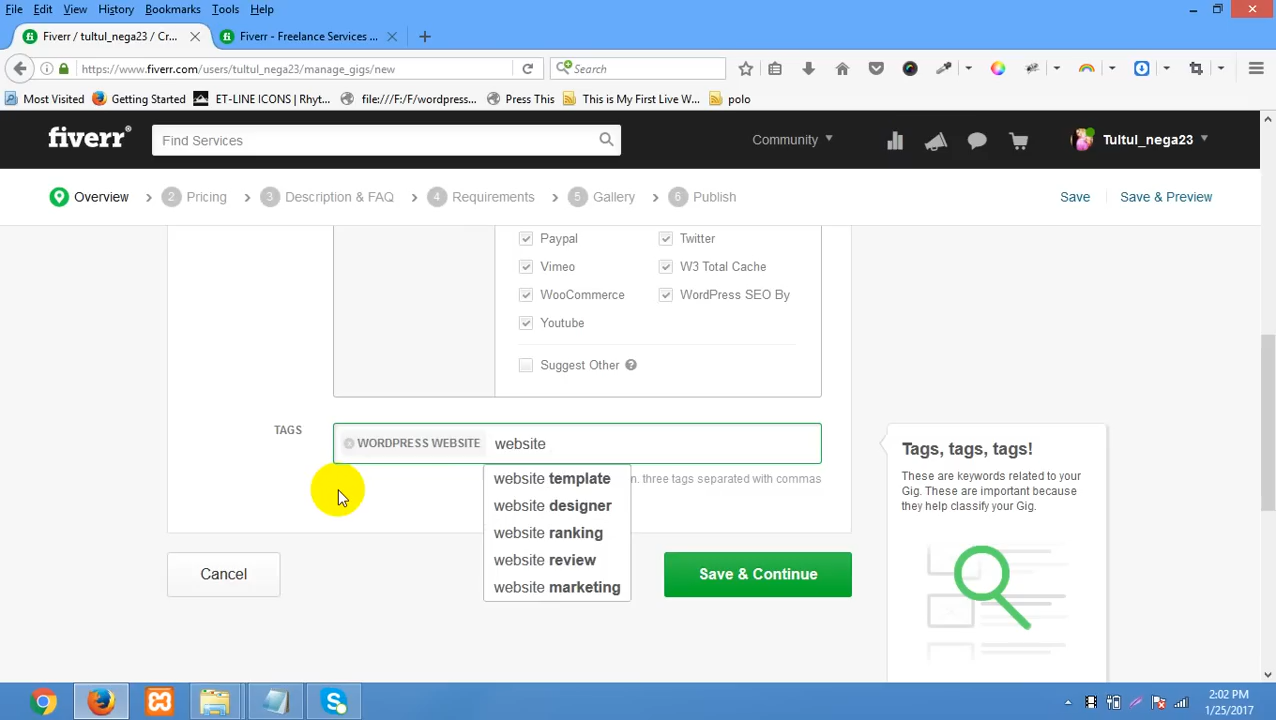 File Edit View History Bookmarks Tools Help
Fiverr / tultul_nega23 / Cr...
Fiverr - Freelance Services ...
https://www.fiverr.com/users/tultul_nega23/manage_gigs/new
Search
Most Visited
Getting Started
ET-LINE ICONS | Rhyt...
file:///F:/F/wordpress...
Press This
This is My First Live W...
polo
fiverr®
Find Services
Community
Tultul_nega23
Overview
2 Pricing
3 Description & FAQ
4 Requirements
5 Gallery
6 Publish
Save
Save & Preview
Paypal
Twitter
Vimeo
W3 Total Cache
WooCommerce
WordPress SEO By
Youtube
Suggest Other ?
TAGS
WORDPRESS WEBSITE website
three tags separated with commas
website template
website designer
website ranking
website review
website marketing
Cancel
Save & Continue
Tags, tags, tags!
These are keywords related to your
Gig. These are important because
they help classify your Gig.
2:02 PM
1/25/2017